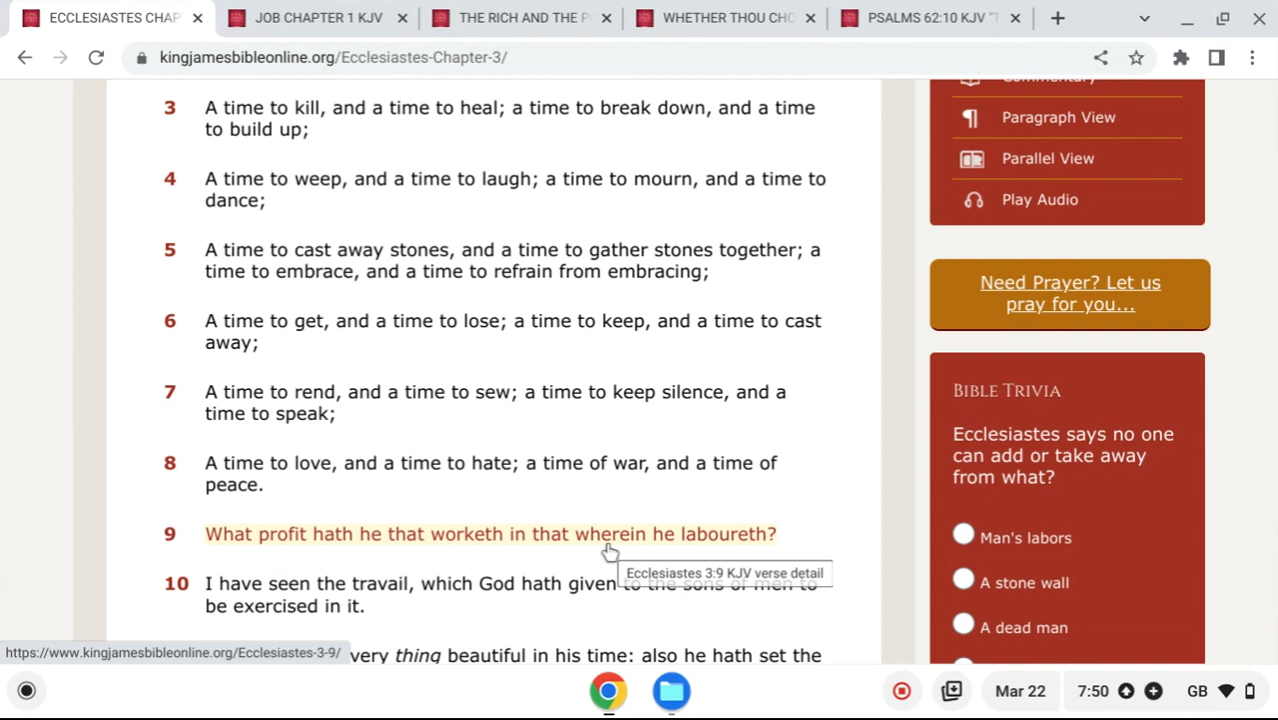 ECCLESIASTES CHAP
JOB CHAPTER 1 KJV
THE RICH AND THE P
WHETHER THOU CHO
PSALMS 62:10 KJV "T
kingjamesbibleonline.org/Ecclesiastes-Chapter-3/
3 A time to kill, and a time to heal; a time to break down, and a time
to build up;
4 A time to weep, and a time to laugh; a time to mourn, and a time to
dance;
5 A time to cast away stones, and a time to gather stones together; a
time to embrace, and a time to refrain from embracing;
6 A time to get, and a time to lose; a time to keep, and a time to cast
away;
7 A time to rend, and a time to sew; a time to keep silence, and a
time to speak;
8 A time to love, and a time to hate; a time of war, and a time of
peace.
9 What profit hath he that worketh in that wherein he laboureth?
Ecclesiastes 3:9 KJV verse detail
10 I have seen the travail, which God hath given to the sons of men to
be exercised in it.
very thing beautiful in his time: also he hath set the
https://www.kingjamesbibleonline.org/Ecclesiastes-3-9/
Commentary
Paragraph View
Parallel View
Play Audio
Need Prayer? Let us
pray for you...
BIBLE TRIVIA
Ecclesiastes says no one
can add or take away
from what?
Man's labors
A stone wall
A dead man
Mar 22
7:50
GB